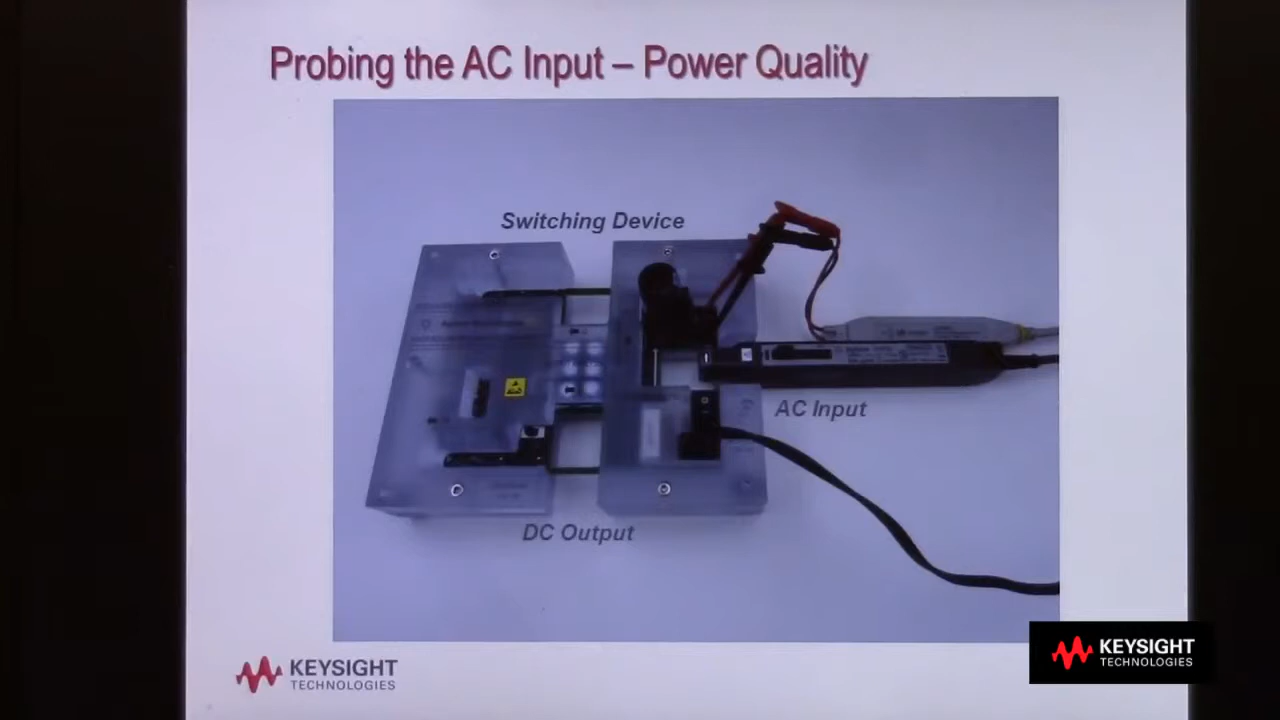 Probing the AC Input – Power Quality
Switching Device
AC Input
DC Output
KEYSIGHT
TECHNOLOGIES
KEYSIGHT
TECHNOLOGIES